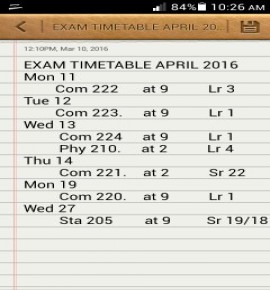 84% 10:26 AM
EXAM TIMETABLE APRIL 20..
12:10PM, Mar 10, 2016
EXAM TIMETABLE APRIL 2016
Mon 11
Com 222 at 9 Lr 3
Tue 12
Com 223. at 9 Lr 1
Wed 13
Com 224 at 9 Lr 1
Phy 210. at 2 Lr 4
Thu 14
Com 221. at 2 Sr 22
Mon 19
Com 220. at 9 Lr 1
Wed 27
Sta 205 at 9 Sr 19/18